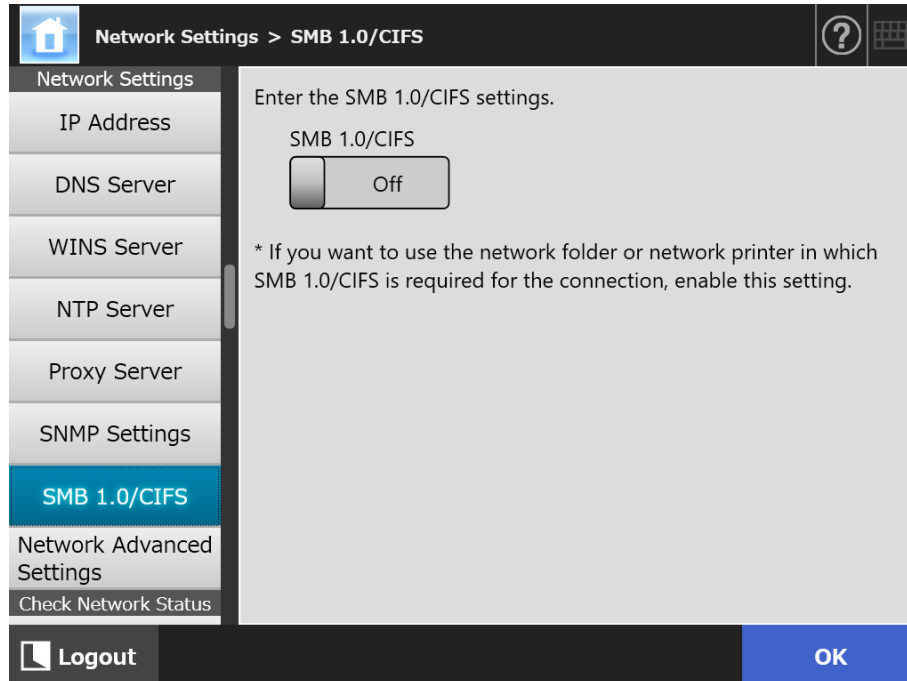 Network Settings > SMB 1.0/CIFS
?
Network Settings
IP Address
DNS Server
WINS Server
NTP Server
Proxy Server
SNMP Settings
SMB 1.0/CIFS
Network Advanced
Settings
Check Network Status
Enter the SMB 1.0/CIFS settings.
SMB 1.0/CIFS
Off
* If you want to use the network folder or network printer in which
SMB 1.0/CIFS is required for the connection, enable this setting.
Logout
OK